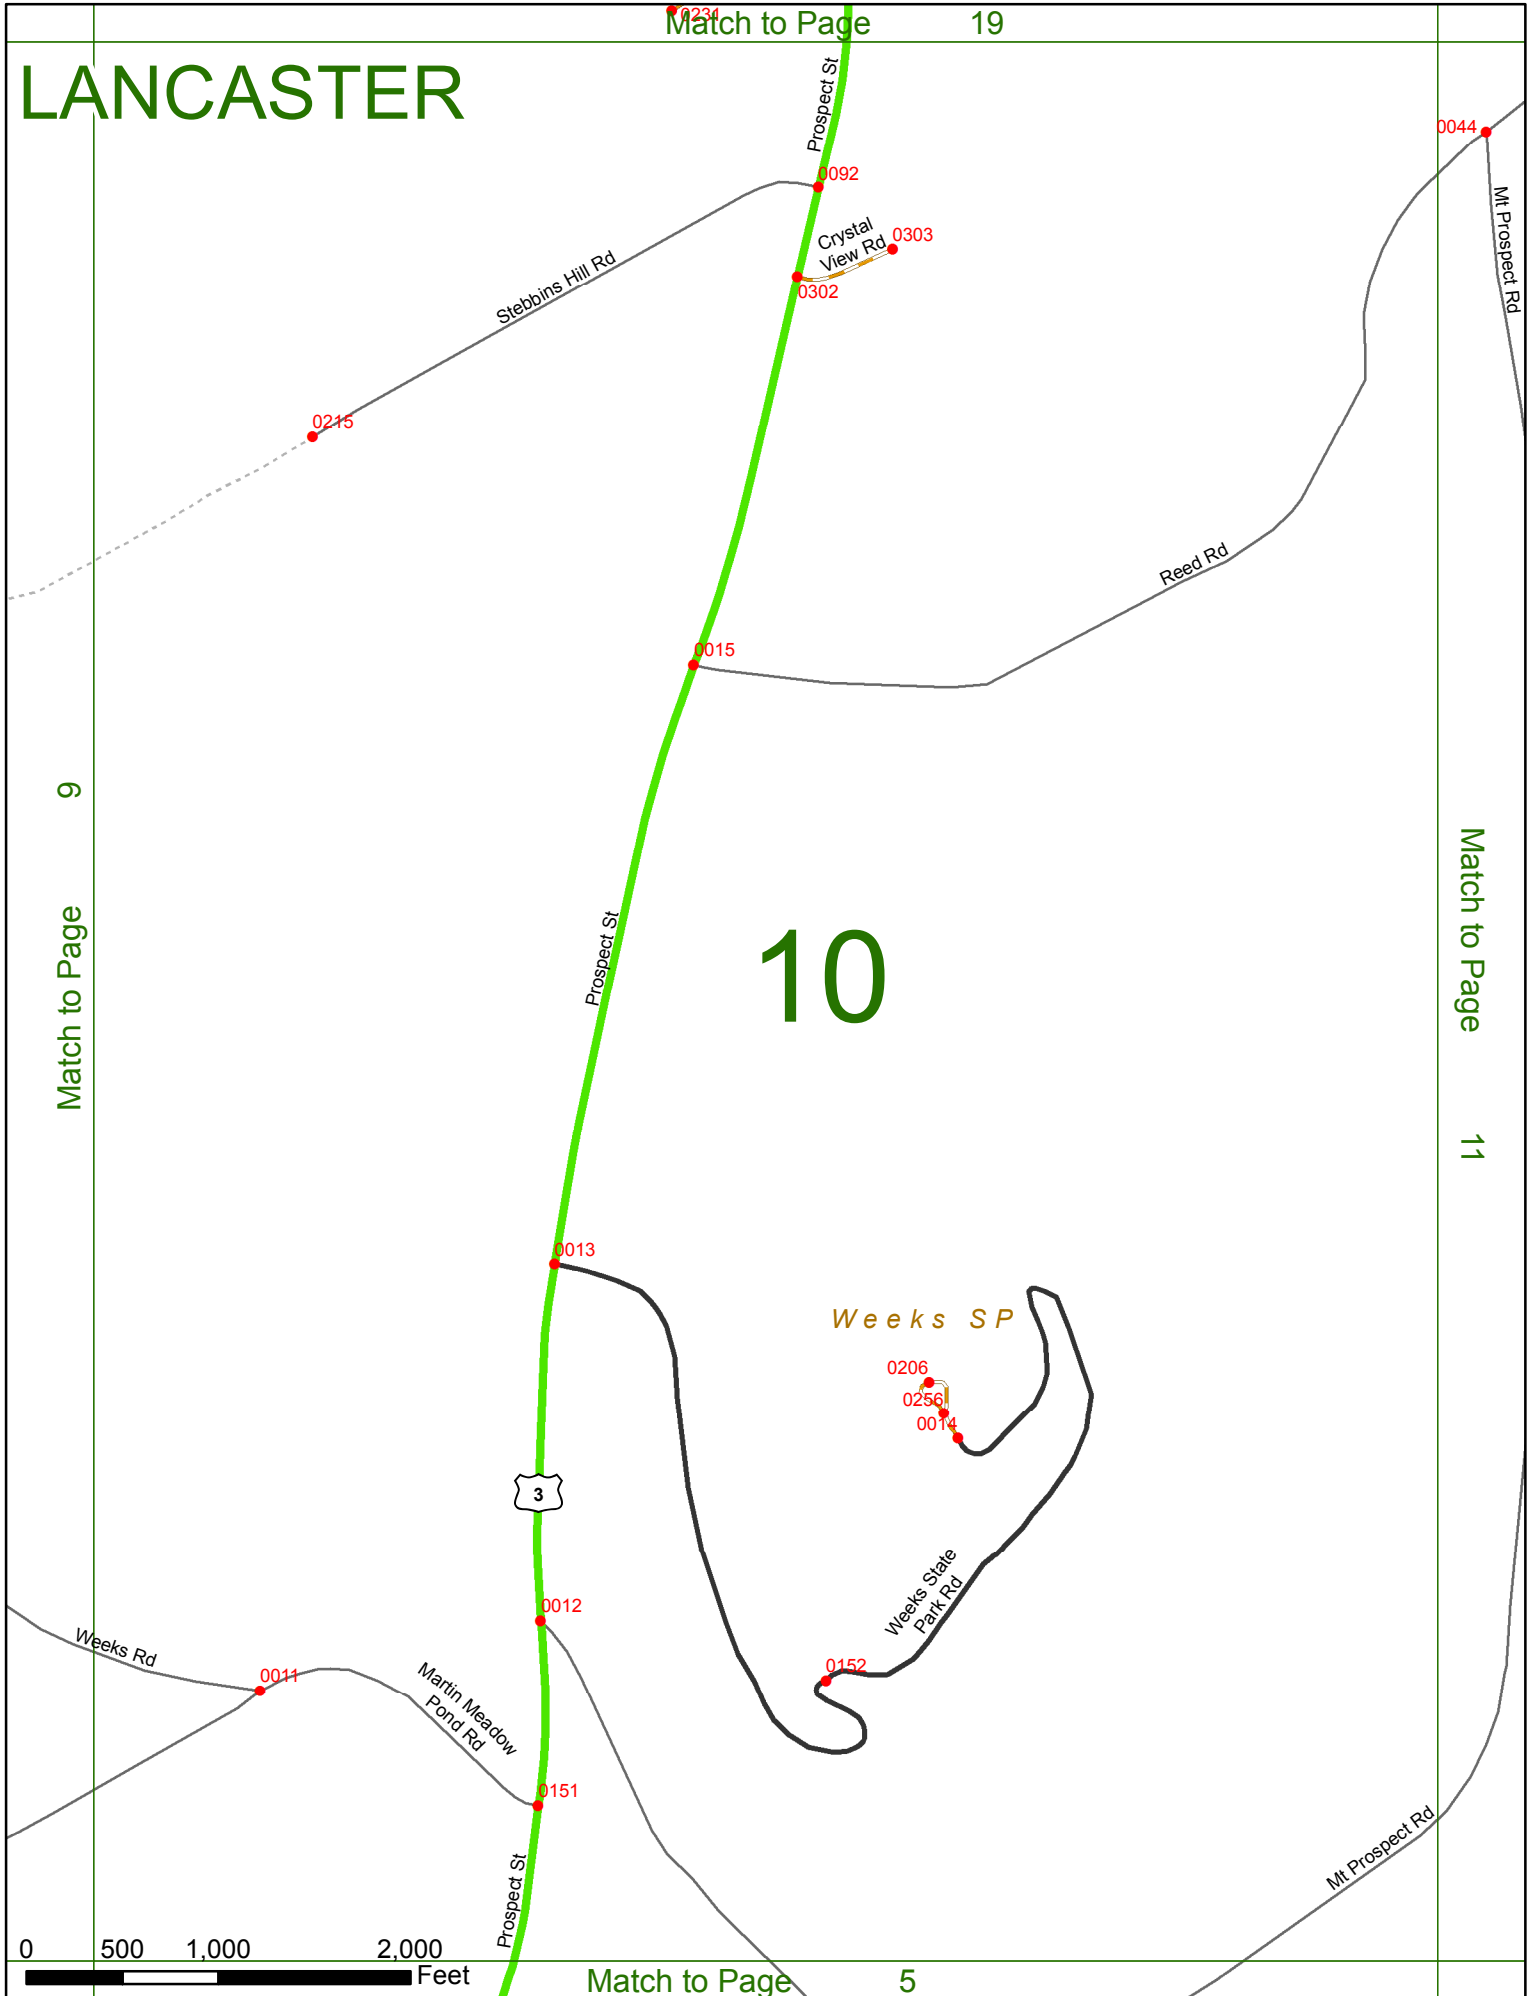 0231
Match to Page 19
LANCASTER
Prospect St
0044
0092
Mt Prospect Rd
Crystal
View Rd
0303
0302
Stebbins Hill Rd
0215
Reed Rd
0015
Match to Page 9
Match to Page 11
Prospect St
10
0013
Weeks SP
0206
0256
0014
3
Weeks State
Park Rd
0012
Weeks Rd
0011
0152
Martin Meadow
Pond Rd
0151
Mt Prospect Rd
Prospect St
0 500 1,000 2,000
Feet
Match to Page 5